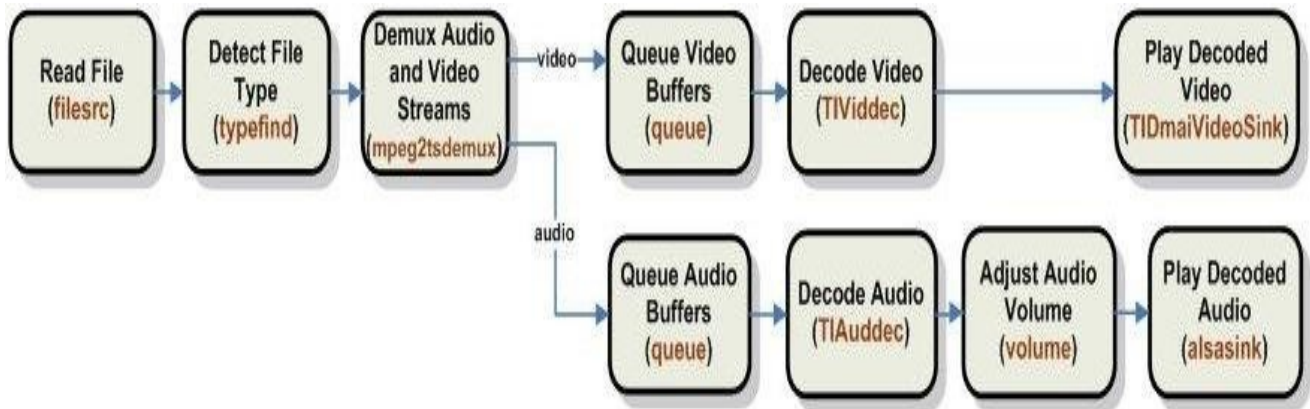 Read File
(filesrc)
Detect File
Type
(typefind)
Demux Audio
and Video
Streams
(mpeg2tsdemux)
video
Queue Video
Buffers
(queue)
Decode Video
(TIViddec)
Play Decoded
Video
(TIDmaiVideoSink)
audio
Queue Audio
Buffers
(queue)
Decode Audio
(TIAuddec)
Adjust Audio
Volume
(volume)
Play Decoded
Audio
(alsasink)